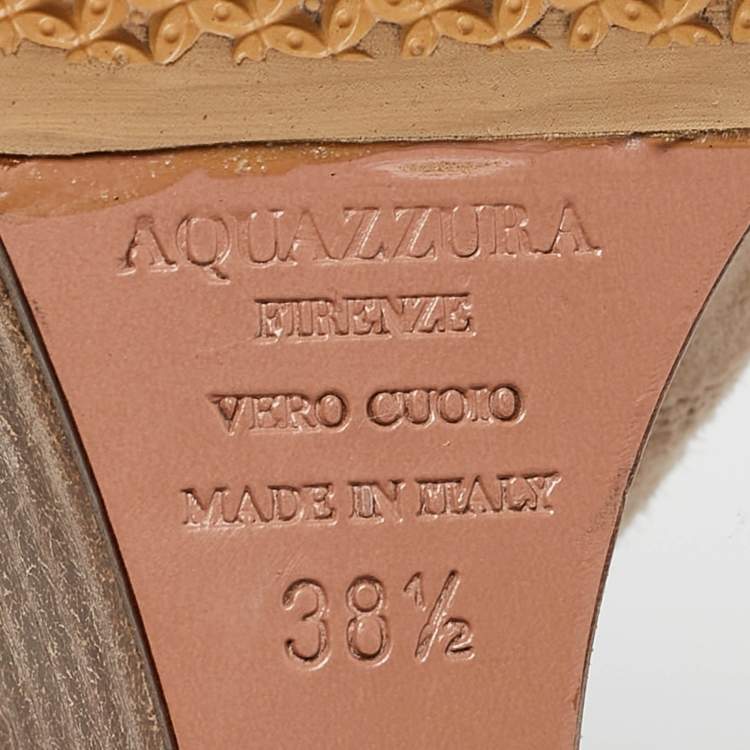 AQUAZZURA
FIRENZE
VERO CUOIO
MADE IN ITALY
38½